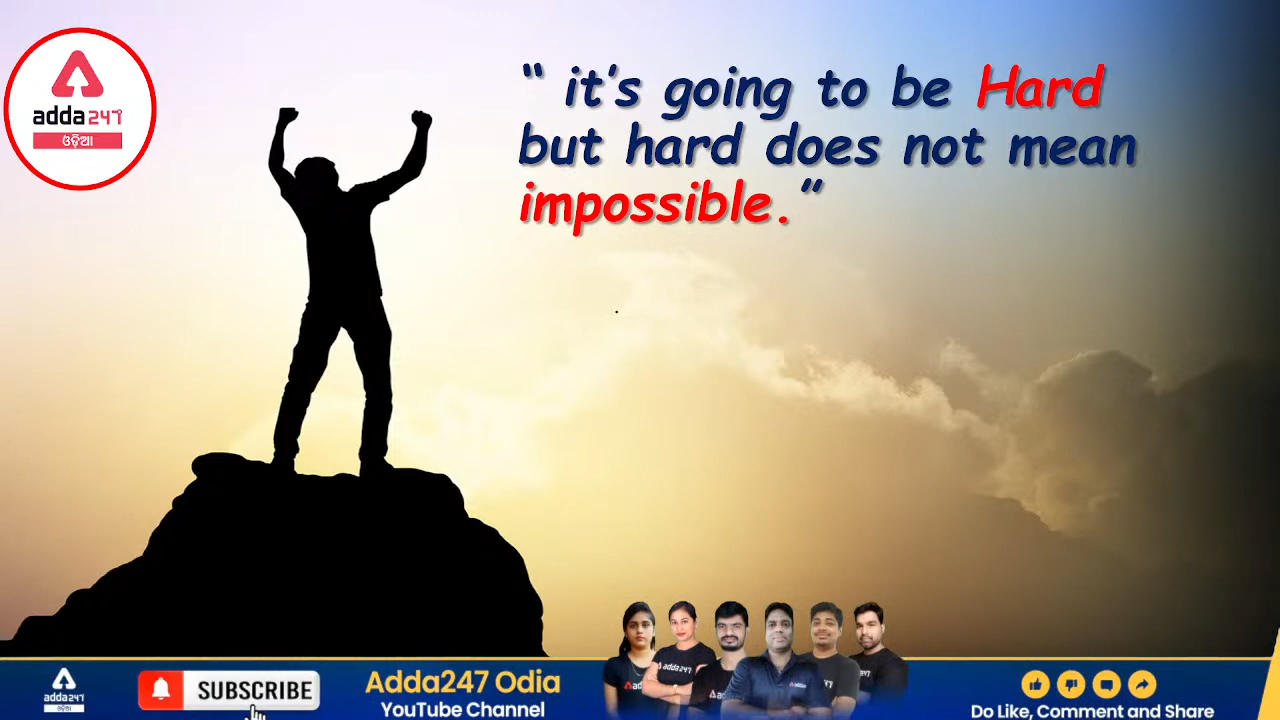 adda247
ଓଡ଼ିଆ
“ it’s going to be Hard
but hard does not mean
impossible.”
adda247
ଓଡ଼ିଆ
SUBSCRIBE
Adda247 Odia
YouTube Channel
adda247
Do Like, Comment and Share